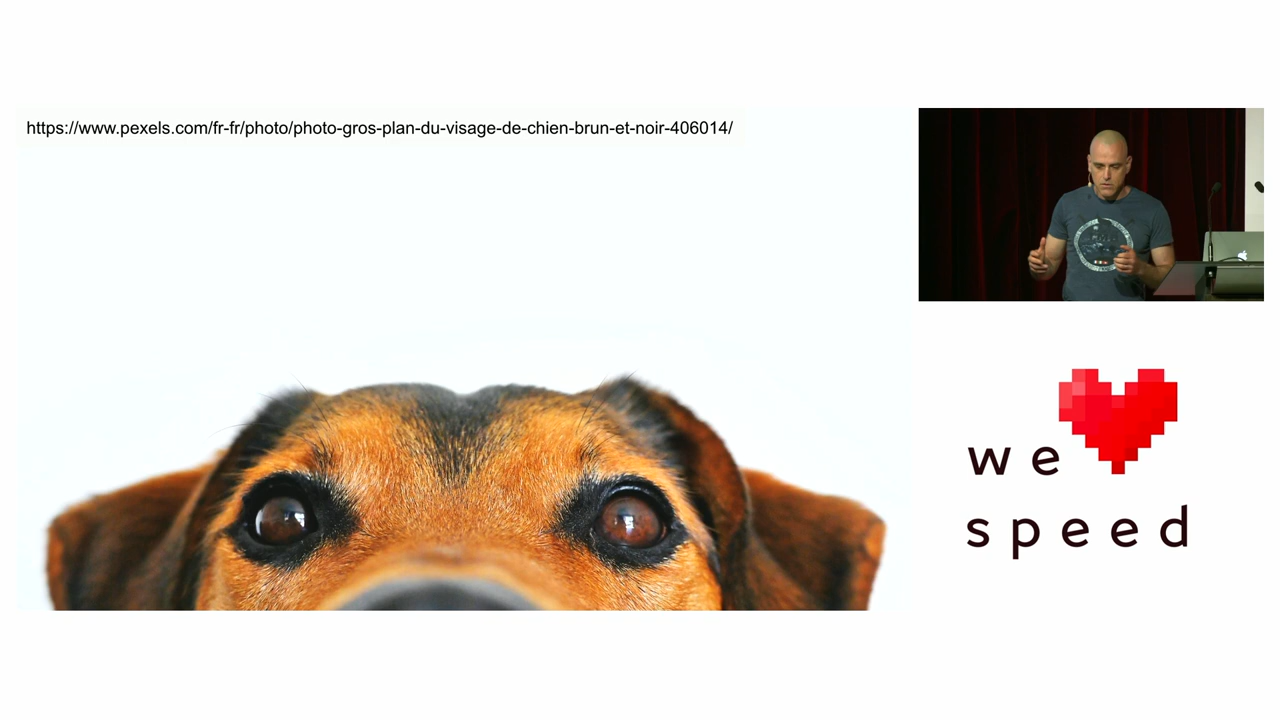 https://www.pexels.com/fr-fr/photo/photo-gros-plan-du-visage-de-chien-brun-et-noir-406014/
we
speed